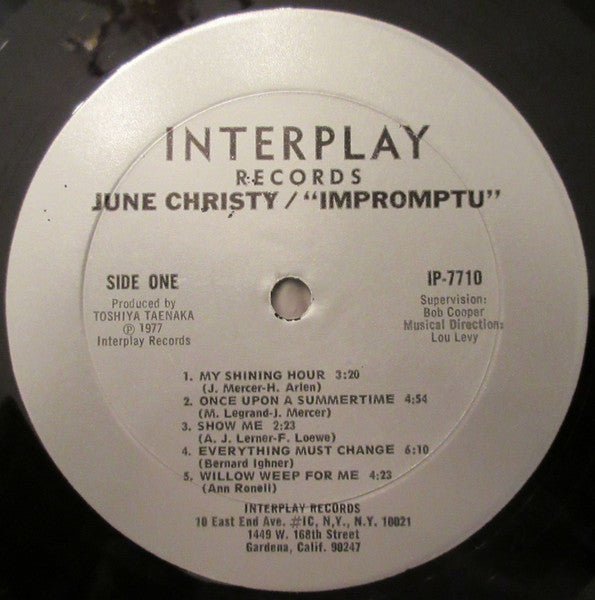 INTERPLAY
RECORDS
JUNE CHRISTY / "IMPROMPTU"
SIDE ONE
Produced by
TOSHIYA TAENAKA
Ⓟ 1977
Interplay Records
IP-7710
Supervision:
Bob Cooper
Musical Direction:
Lou Levy
1. MY SHINING HOUR 3:20
(J. Mercer-H. Arlen)
2. ONCE UPON A SUMMERTIME 4:54
(M. Legrand-J. Mercer)
3. SHOW ME 2:23
(A. J. Lerner-F. Loewe)
4. EVERYTHING MUST CHANGE 6:10
(Bernard Ighner)
5. WILLOW WEEP FOR ME 4:23
(Ann Ronell)
INTERPLAY RECORDS
10 East End Ave. #IC, N,Y., N.Y. 10021
1449 W. 168th Street
Gardena, Calif. 90247